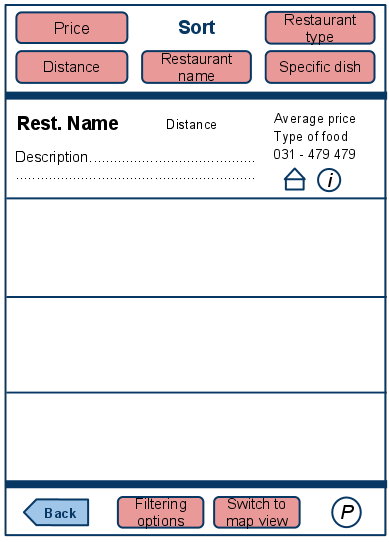 Price
Sort
Restaurant
type
Distance
Restaurant
name
Specific dish
Rest. Name
Distance
Average price
Type of food
031 - 479 479
Description........................................
..........................................................
i
Back
Filtering
options
Switch to
map view
P